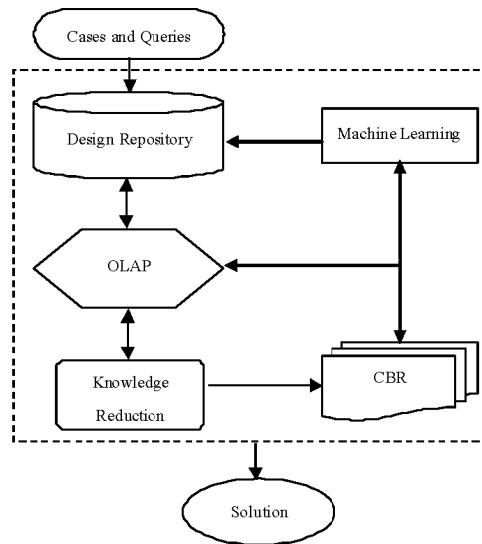 Cases and Queries
Design Repository
Machine Learning
OLAP
Knowledge
Reduction
CBR
Solution